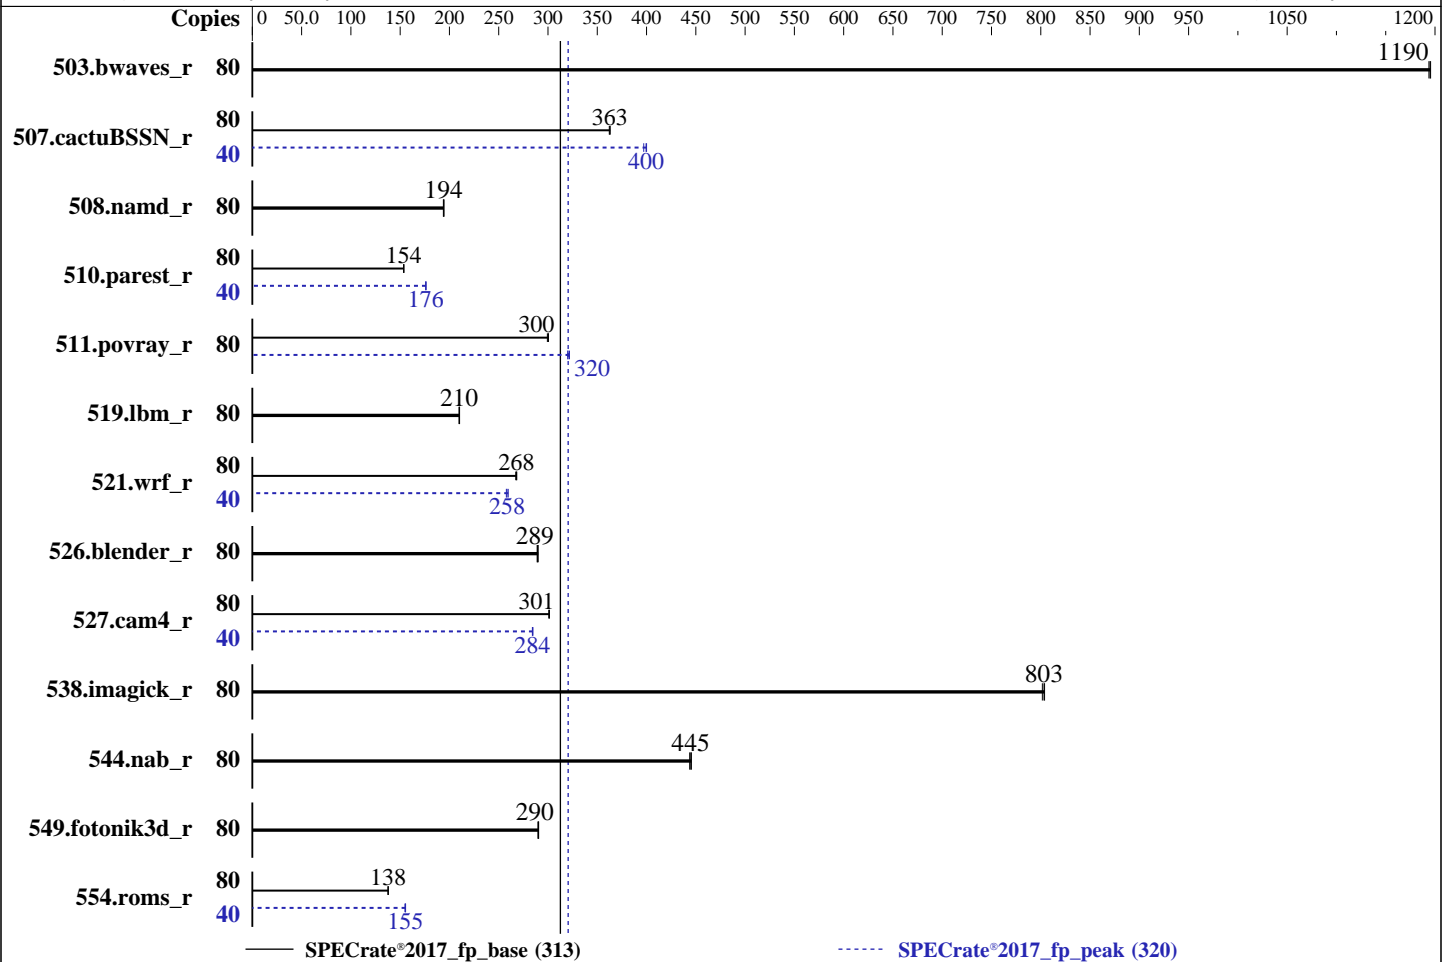 Copies 0 50.0 100 150 200 250 300 350 400 450 500 550 600 650 700 750 800 850 900 950 1050 1200
503.bwaves_r 80 1190
507.cactuBSSN_r 80 363
40 400
508.namd_r 80 194
510.parest_r 80 154
40 176
511.povray_r 80 300
320
519.lbm_r 80 210
521.wrf_r 80 268
40 258
526.blender_r 80 289
527.cam4_r 80 301
40 284
538.imagick_r 80 803
544.nab_r 80 445
549.fotonik3d_r 80 290
554.roms_r 80 138
40 155
SPECrate®2017_fp_base (313) SPECrate®2017_fp_peak (320)